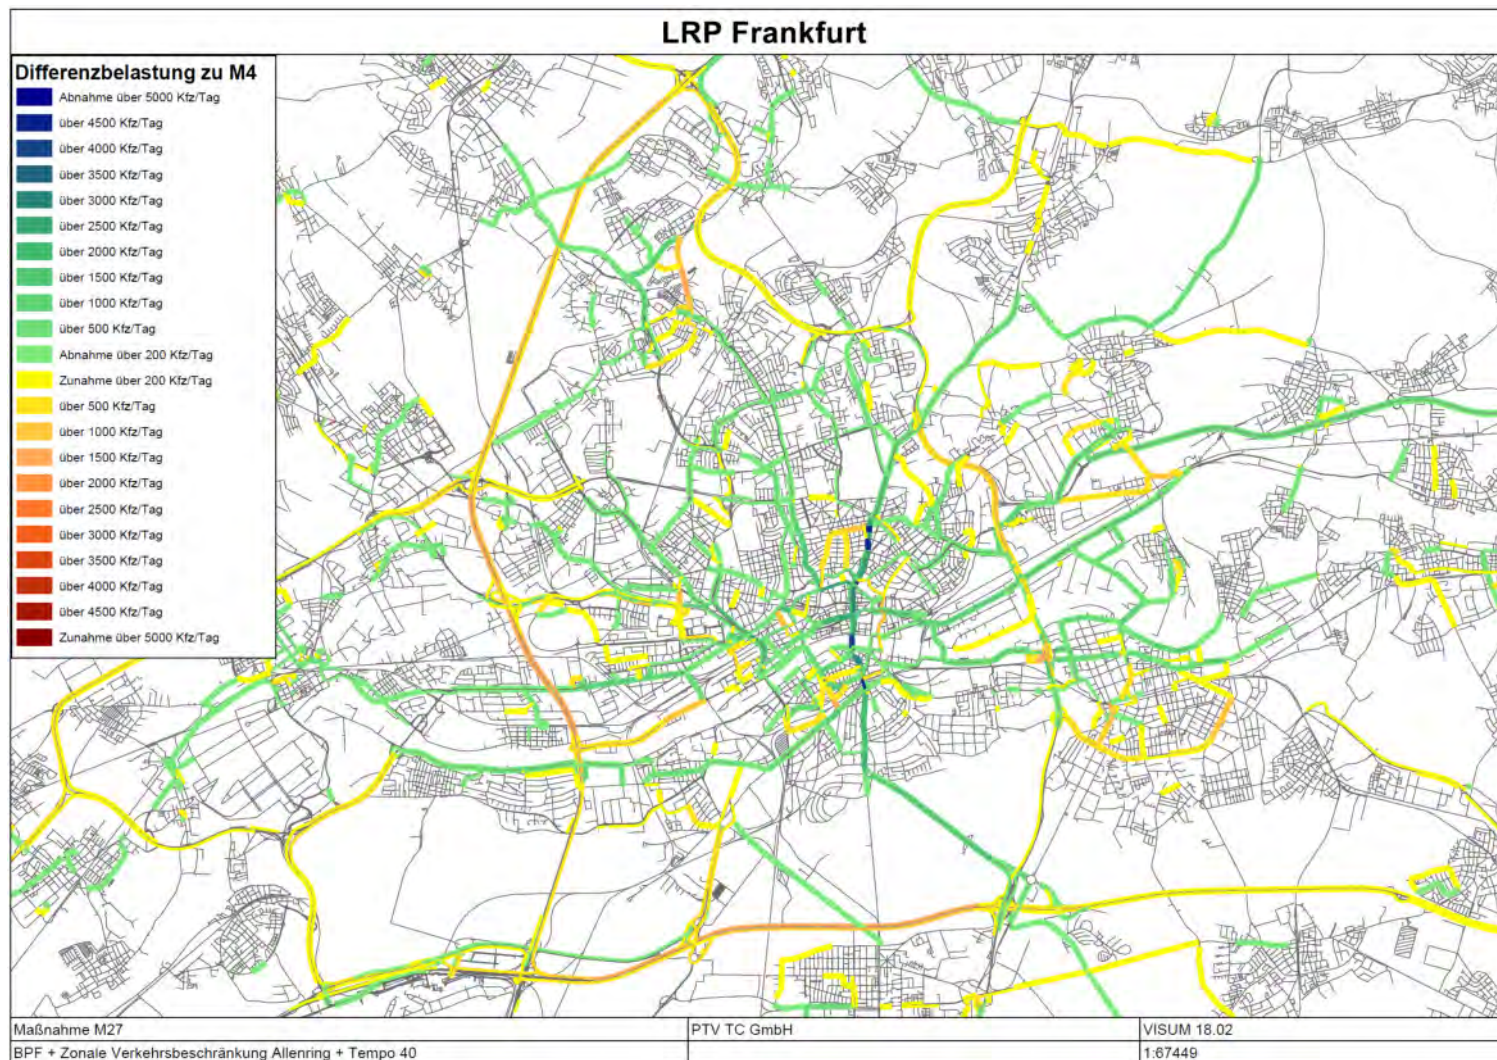 LRP Frankfurt
Differenzbelastung zu M4
Abnahme über 5000 Kfz/Tag
über 4500 Kfz/Tag
über 4000 Kfz/Tag
über 3500 Kfz/Tag
über 3000 Kfz/Tag
über 2500 Kfz/Tag
über 2000 Kfz/Tag
über 1500 Kfz/Tag
über 1000 Kfz/Tag
über 500 Kfz/Tag
Abnahme über 200 Kfz/Tag
Zunahme über 200 Kfz/Tag
über 500 Kfz/Tag
über 1000 Kfz/Tag
über 1500 Kfz/Tag
über 2000 Kfz/Tag
über 2500 Kfz/Tag
über 3000 Kfz/Tag
über 3500 Kfz/Tag
über 4000 Kfz/Tag
über 4500 Kfz/Tag
Zunahme über 5000 Kfz/Tag
Maßnahme M27
PTV TC GmbH
VISUM 18.02
BPF + Zonale Verkehrsbeschränkung Allenring + Tempo 40
1:67449